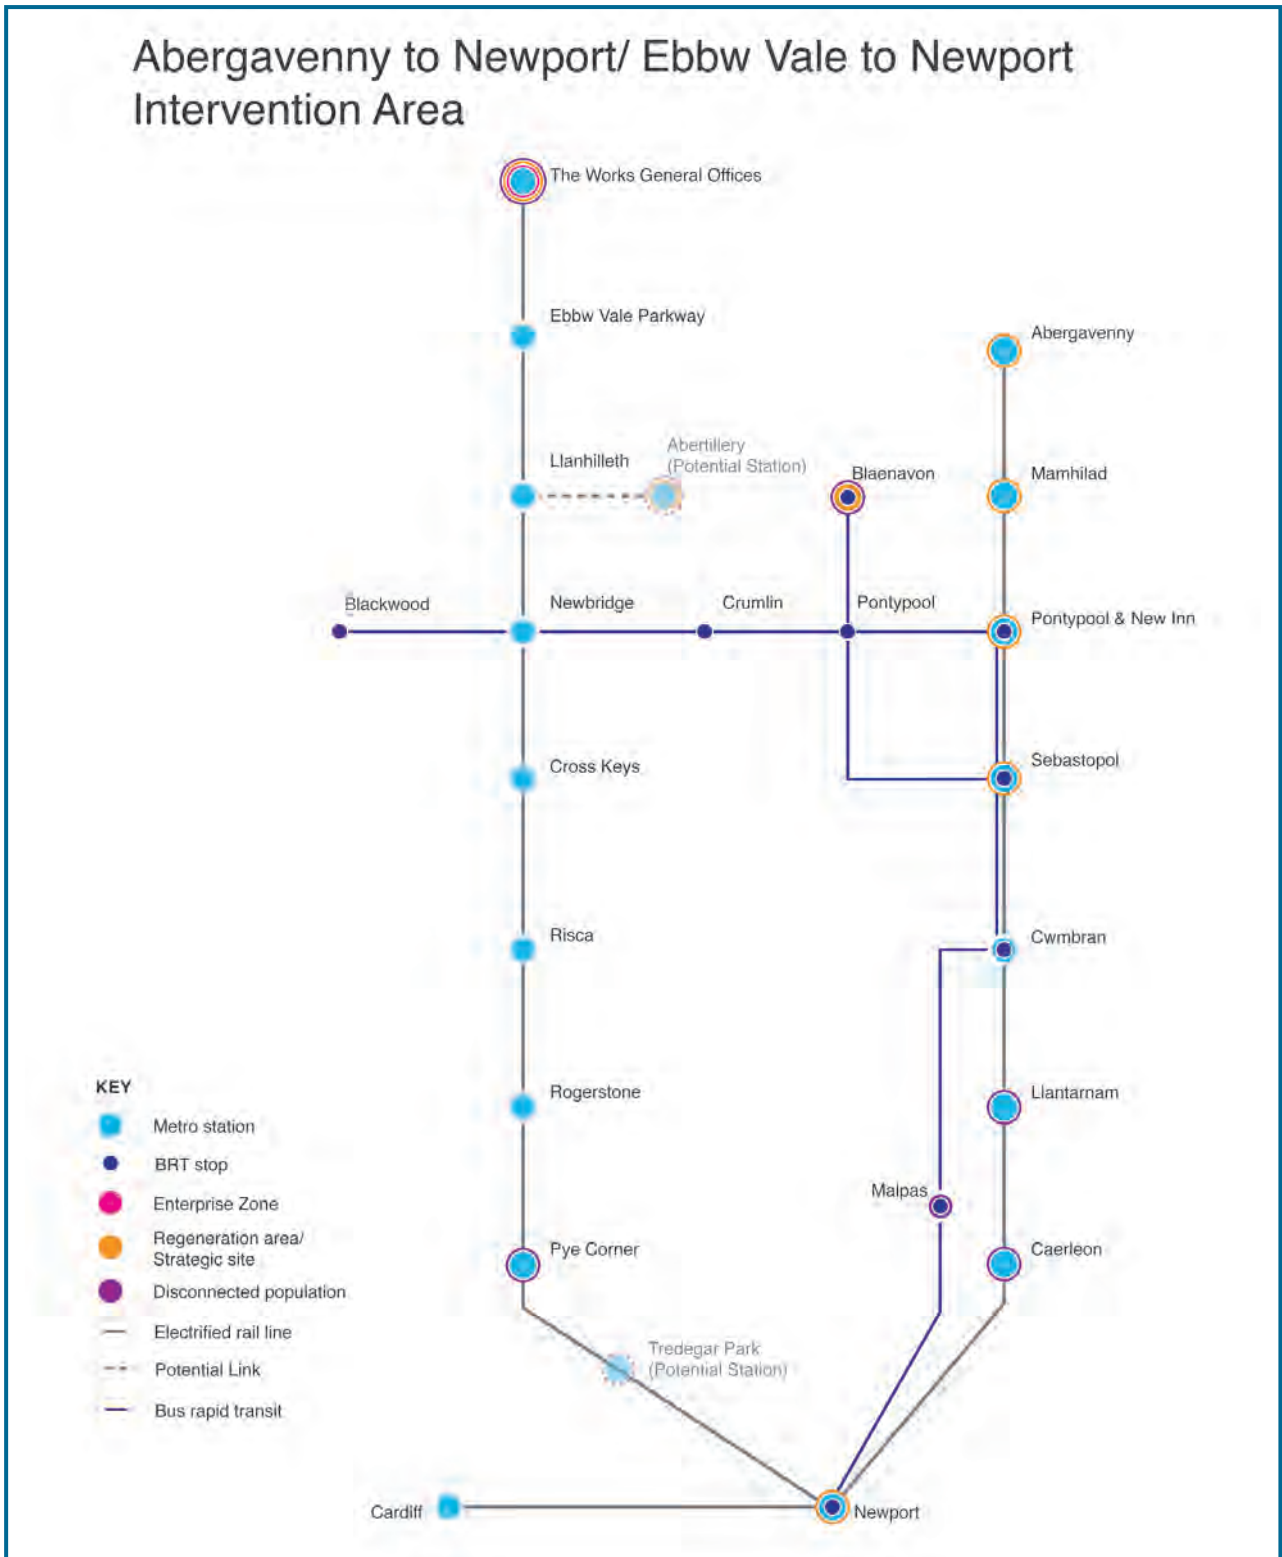 Abergavenny to Newport/ Ebbw Vale to Newport
Intervention Area
The Works General Offices
Ebbw Vale Parkway
Abergavenny
Llanhilleth
Abertillery
(Potential Station)
Blaenavon
Mamhilad
Blackwood
Newbridge
Crumlin
Pontypool
Pontypool & New Inn
Cross Keys
Sebastopol
Risca
Cwmbran
Rogerstone
Llantarnam
Malpas
Pye Corner
Caerleon
Tredegar Park
(Potential Station)
Cardiff
Newport
KEY
Metro station
BRT stop
Enterprise Zone
Regeneration area/
Strategic site
Disconnected population
Electrified rail line
Potential Link
Bus rapid transit